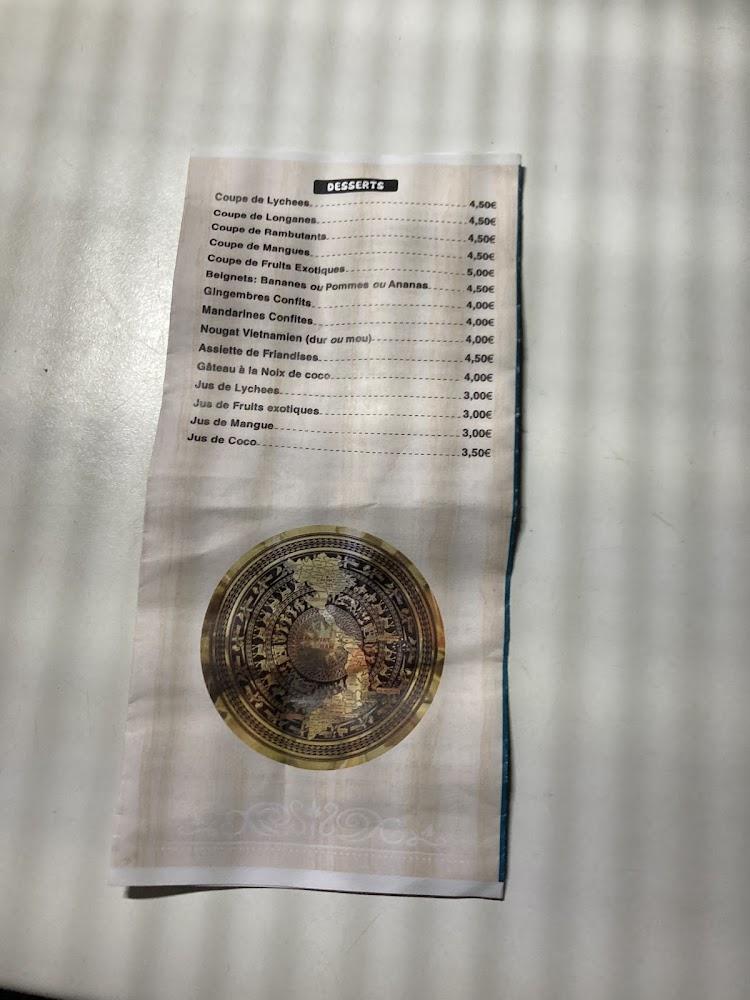 DESSERTS
Coupe de Lychees 4,50€
Coupe de Longanes 4,50€
Coupe de Rambutants 4,50€
Coupe de Mangues 4,50€
Coupe de Fruits Exotiques 5,00€
Beignets: Bananes ou Pommes ou Ananas 4,50€
Gingembres Confits 4,00€
Mandarines Confites 4,00€
Nougat Vietnamien (dur ou mou) 4,00€
Assiette de Friandises 4,50€
Gâteau à la Noix de coco 4,00€
Jus de Lychees 3,00€
Jus de Fruits exotiques 3,00€
Jus de Mangue 3,00€
Jus de Coco 3,50€